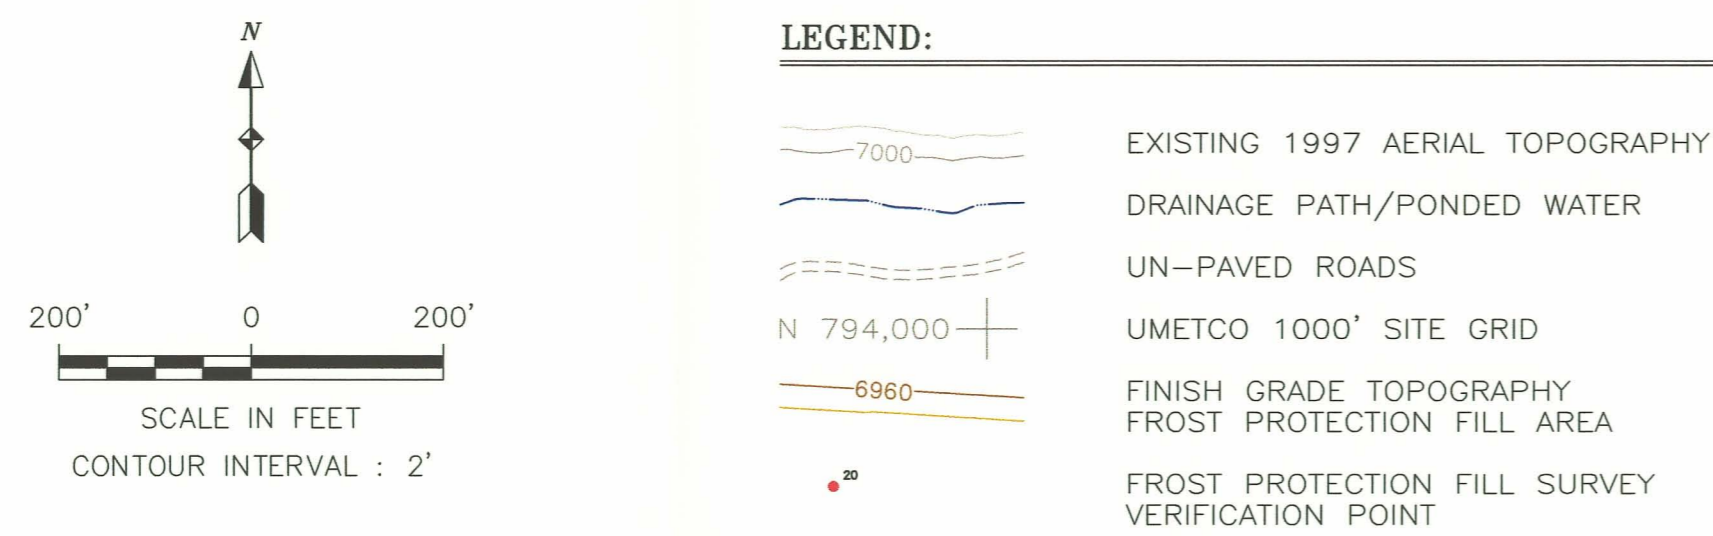 N
200' 0 200'
SCALE IN FEET
CONTOUR INTERVAL : 2'
LEGEND:
7000
EXISTING 1997 AERIAL TOPOGRAPHY
DRAINAGE PATH/PONDED WATER
UN-PAVED ROADS
N 794,000
UMETCO 1000' SITE GRID
6960
FINISH GRADE TOPOGRAPHY
FROST PROTECTION FILL AREA
20
FROST PROTECTION FILL SURVEY
VERIFICATION POINT